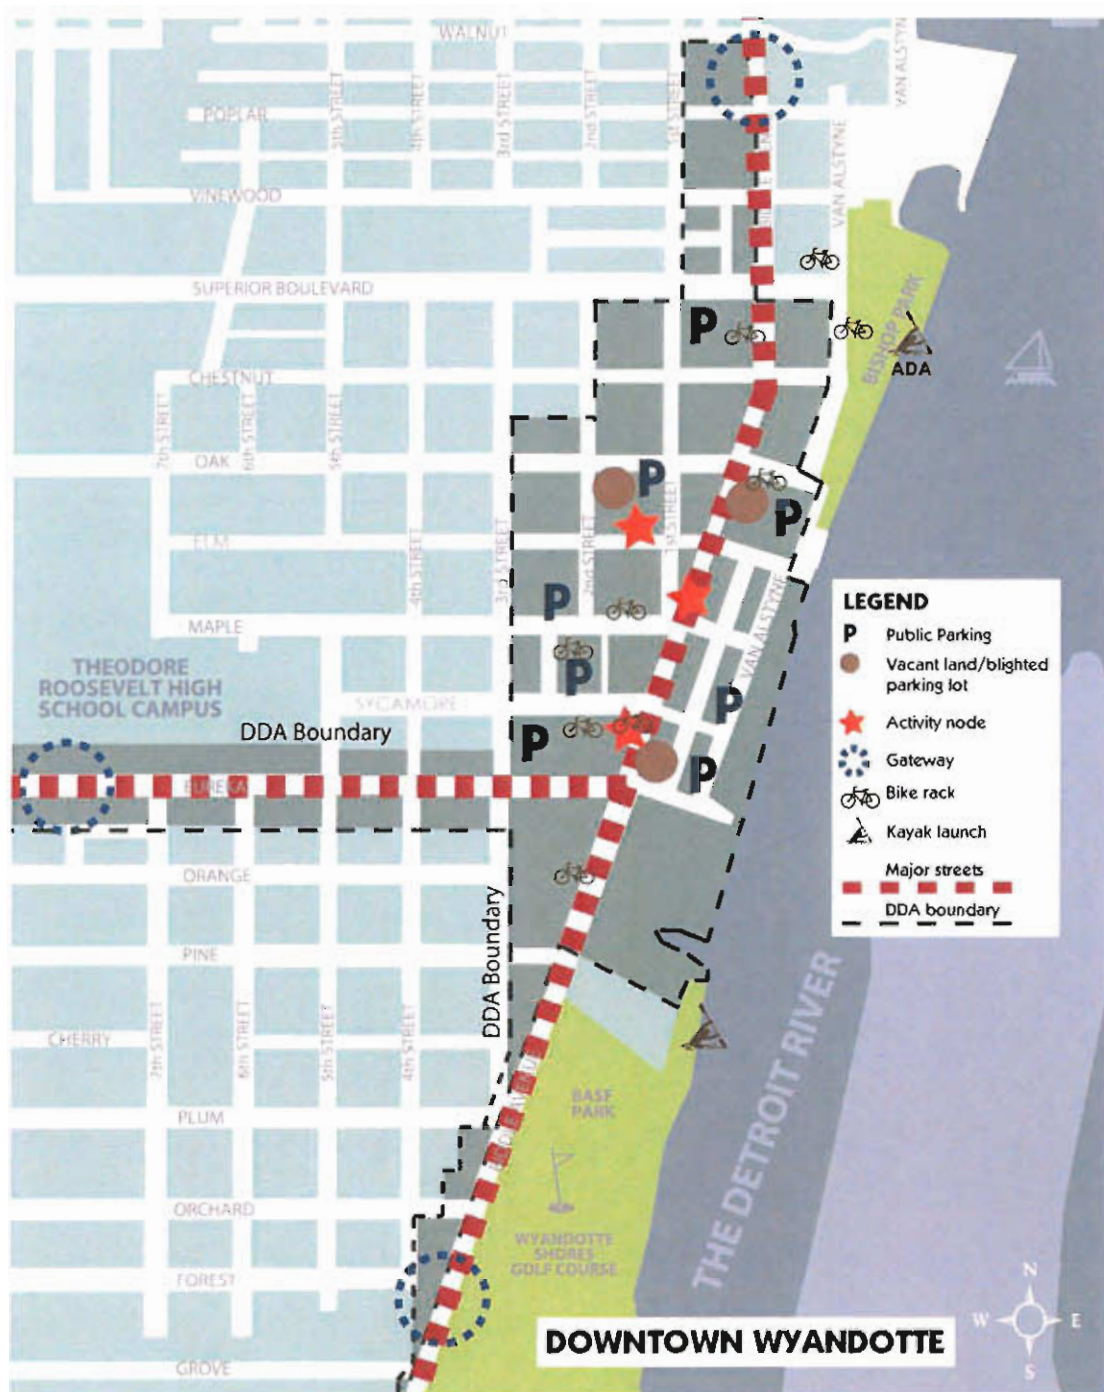 WALNUT
VAN ALSTYNE
5th STREET
4th STREET
3rd STREET
2nd STREET
1st STREET
POPLAR
VINEWOOD
VAN ALSTYNE
SUPERIOR BOULEVARD
P
BISHOP PARK
ADA
CHESTNUT
7th STREET
6th STREET
5th STREET
OAK
P
P
1st STREET
ELM
4th STREET
3rd STREET
2nd STREET
P
MAPLE
VAN ALSTYNE
P
THEODORE
ROOSEVELT HIGH
SCHOOL CAMPUS
SYCAMORE
P
DDA Boundary
P
P
EUREKA
LEGEND
P Public Parking
Vacant land/blighted
parking lot
Activity node
Gateway
Bike rack
Kayak launch
Major streets
DDA boundary
ORANGE
DDA Boundary
PINE
CHERRY
7th STREET
6th STREET
5th STREET
4th STREET
PLUM
BASF
PARK
ORCHARD
WYANDOTTE
SHORES
GOLF COURSE
FOREST
THE DETROIT RIVER
N
W E
S
DOWNTOWN WYANDOTTE
GROVE